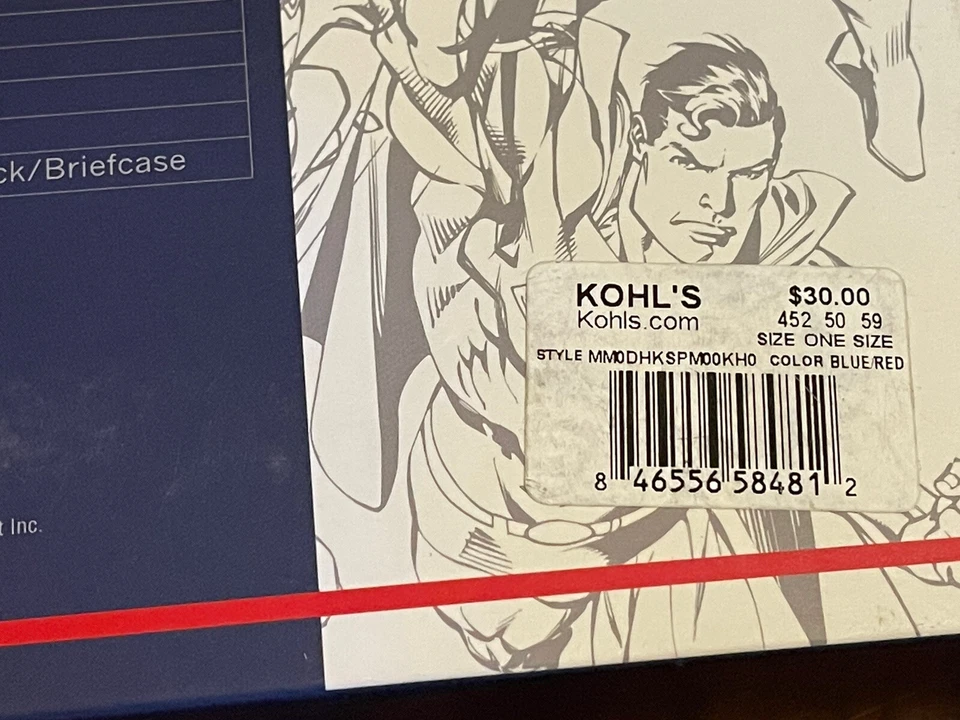 ck/Briefcase
t Inc.
KOHL'S
Kohls.com
$30.00
452 50 59
SIZE ONE SIZE
STYLE MM0DHKSPM00KH0 COLOR BLUE/RED
8 46556 58481 2